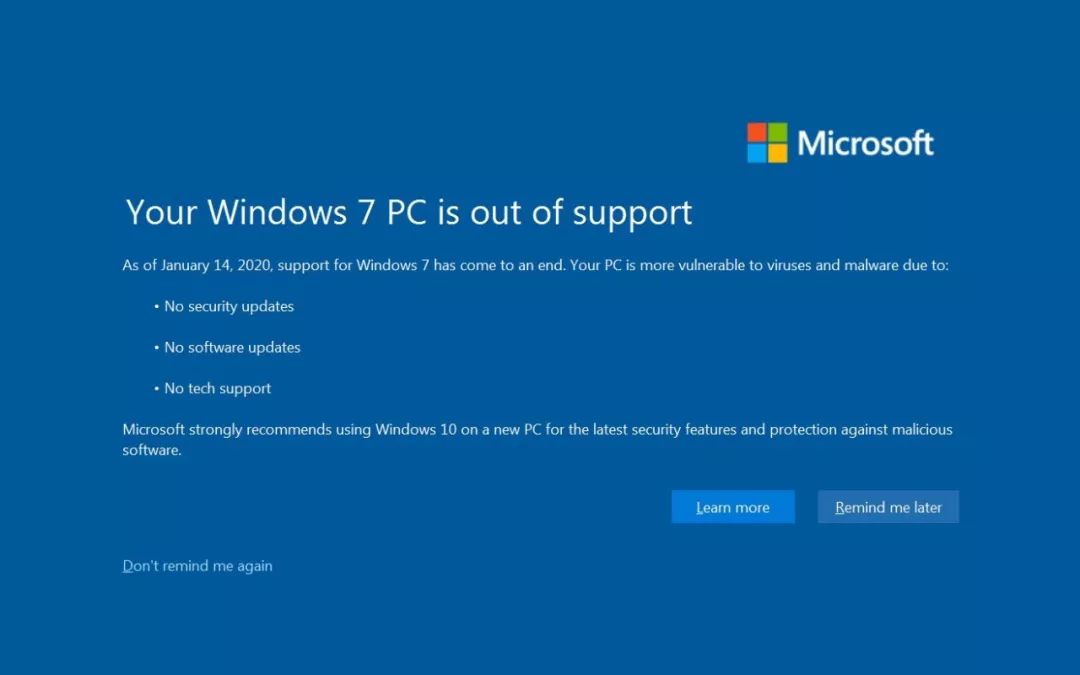 Microsoft
Your Windows 7 PC is out of support
As of January 14, 2020, support for Windows 7 has come to an end. Your PC is more vulnerable to viruses and malware due to:
• No security updates
• No software updates
• No tech support
Microsoft strongly recommends using Windows 10 on a new PC for the latest security features and protection against malicious
software.
Learn more
Remind me later
Don't remind me again